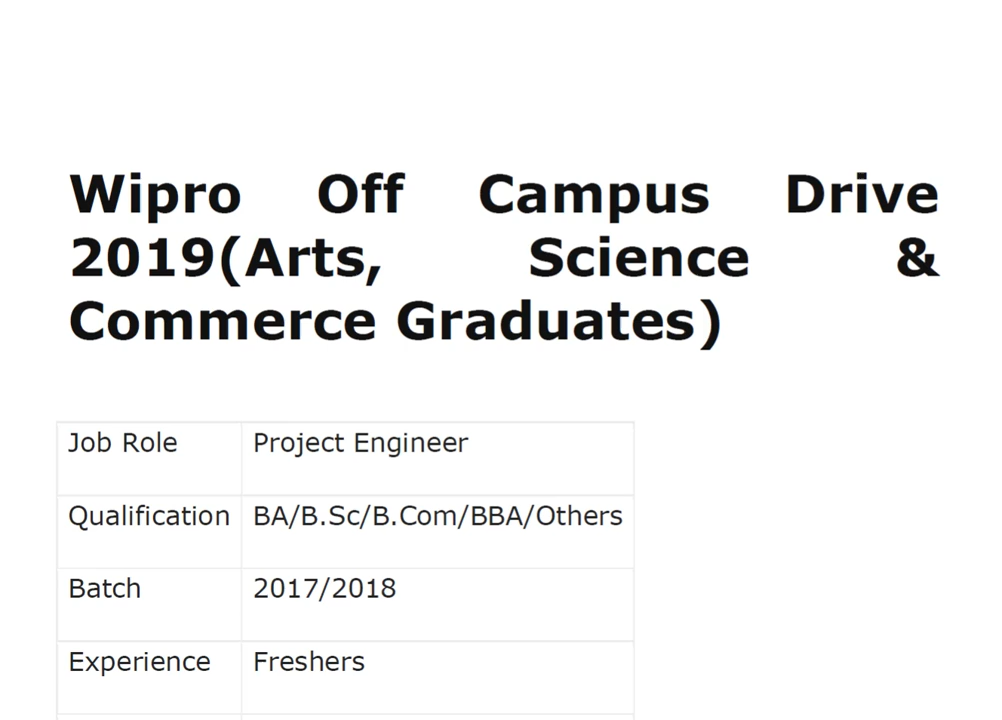 Wipro Off Campus Drive
2019(Arts, Science &
Commerce Graduates)
Job Role Project Engineer
Qualification BA/B.Sc/B.Com/BBA/Others
Batch 2017/2018
Experience Freshers